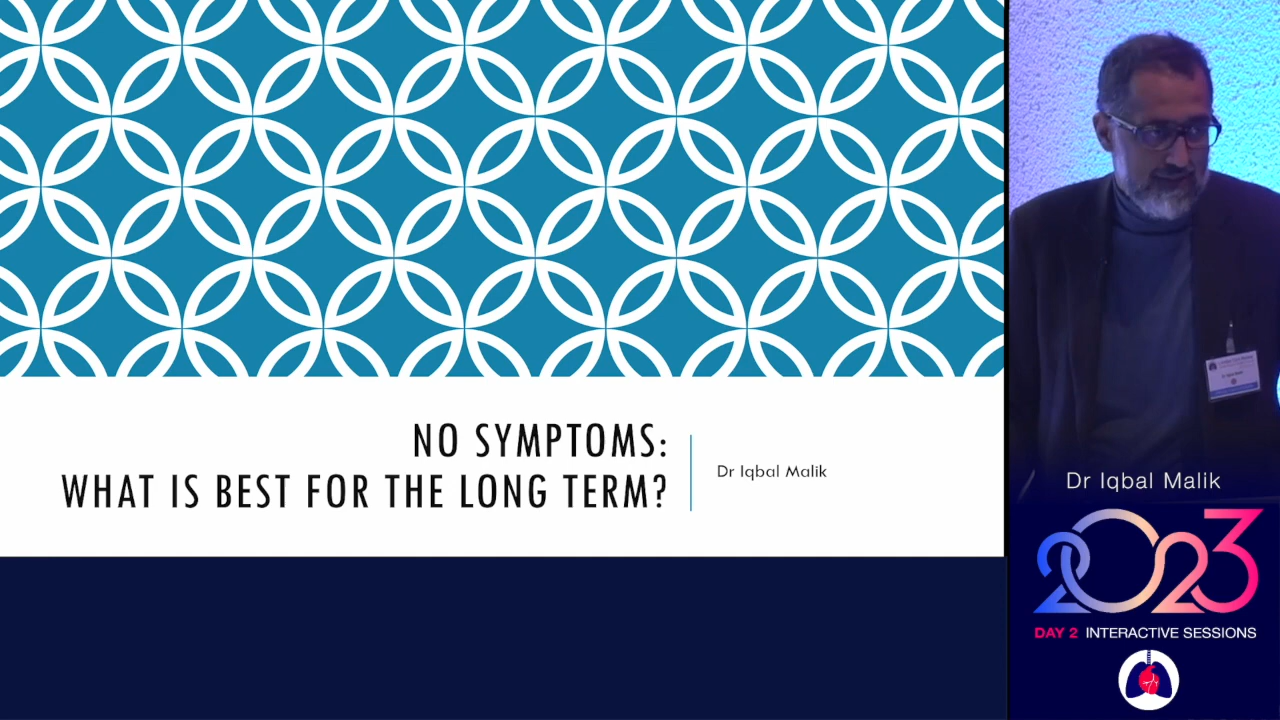 NO SYMPTOMS:
WHAT IS BEST FOR THE LONG TERM?
Dr Iqbal Malik
Dr Iqbal Malik
2023
DAY 2 INTERACTIVE SESSIONS